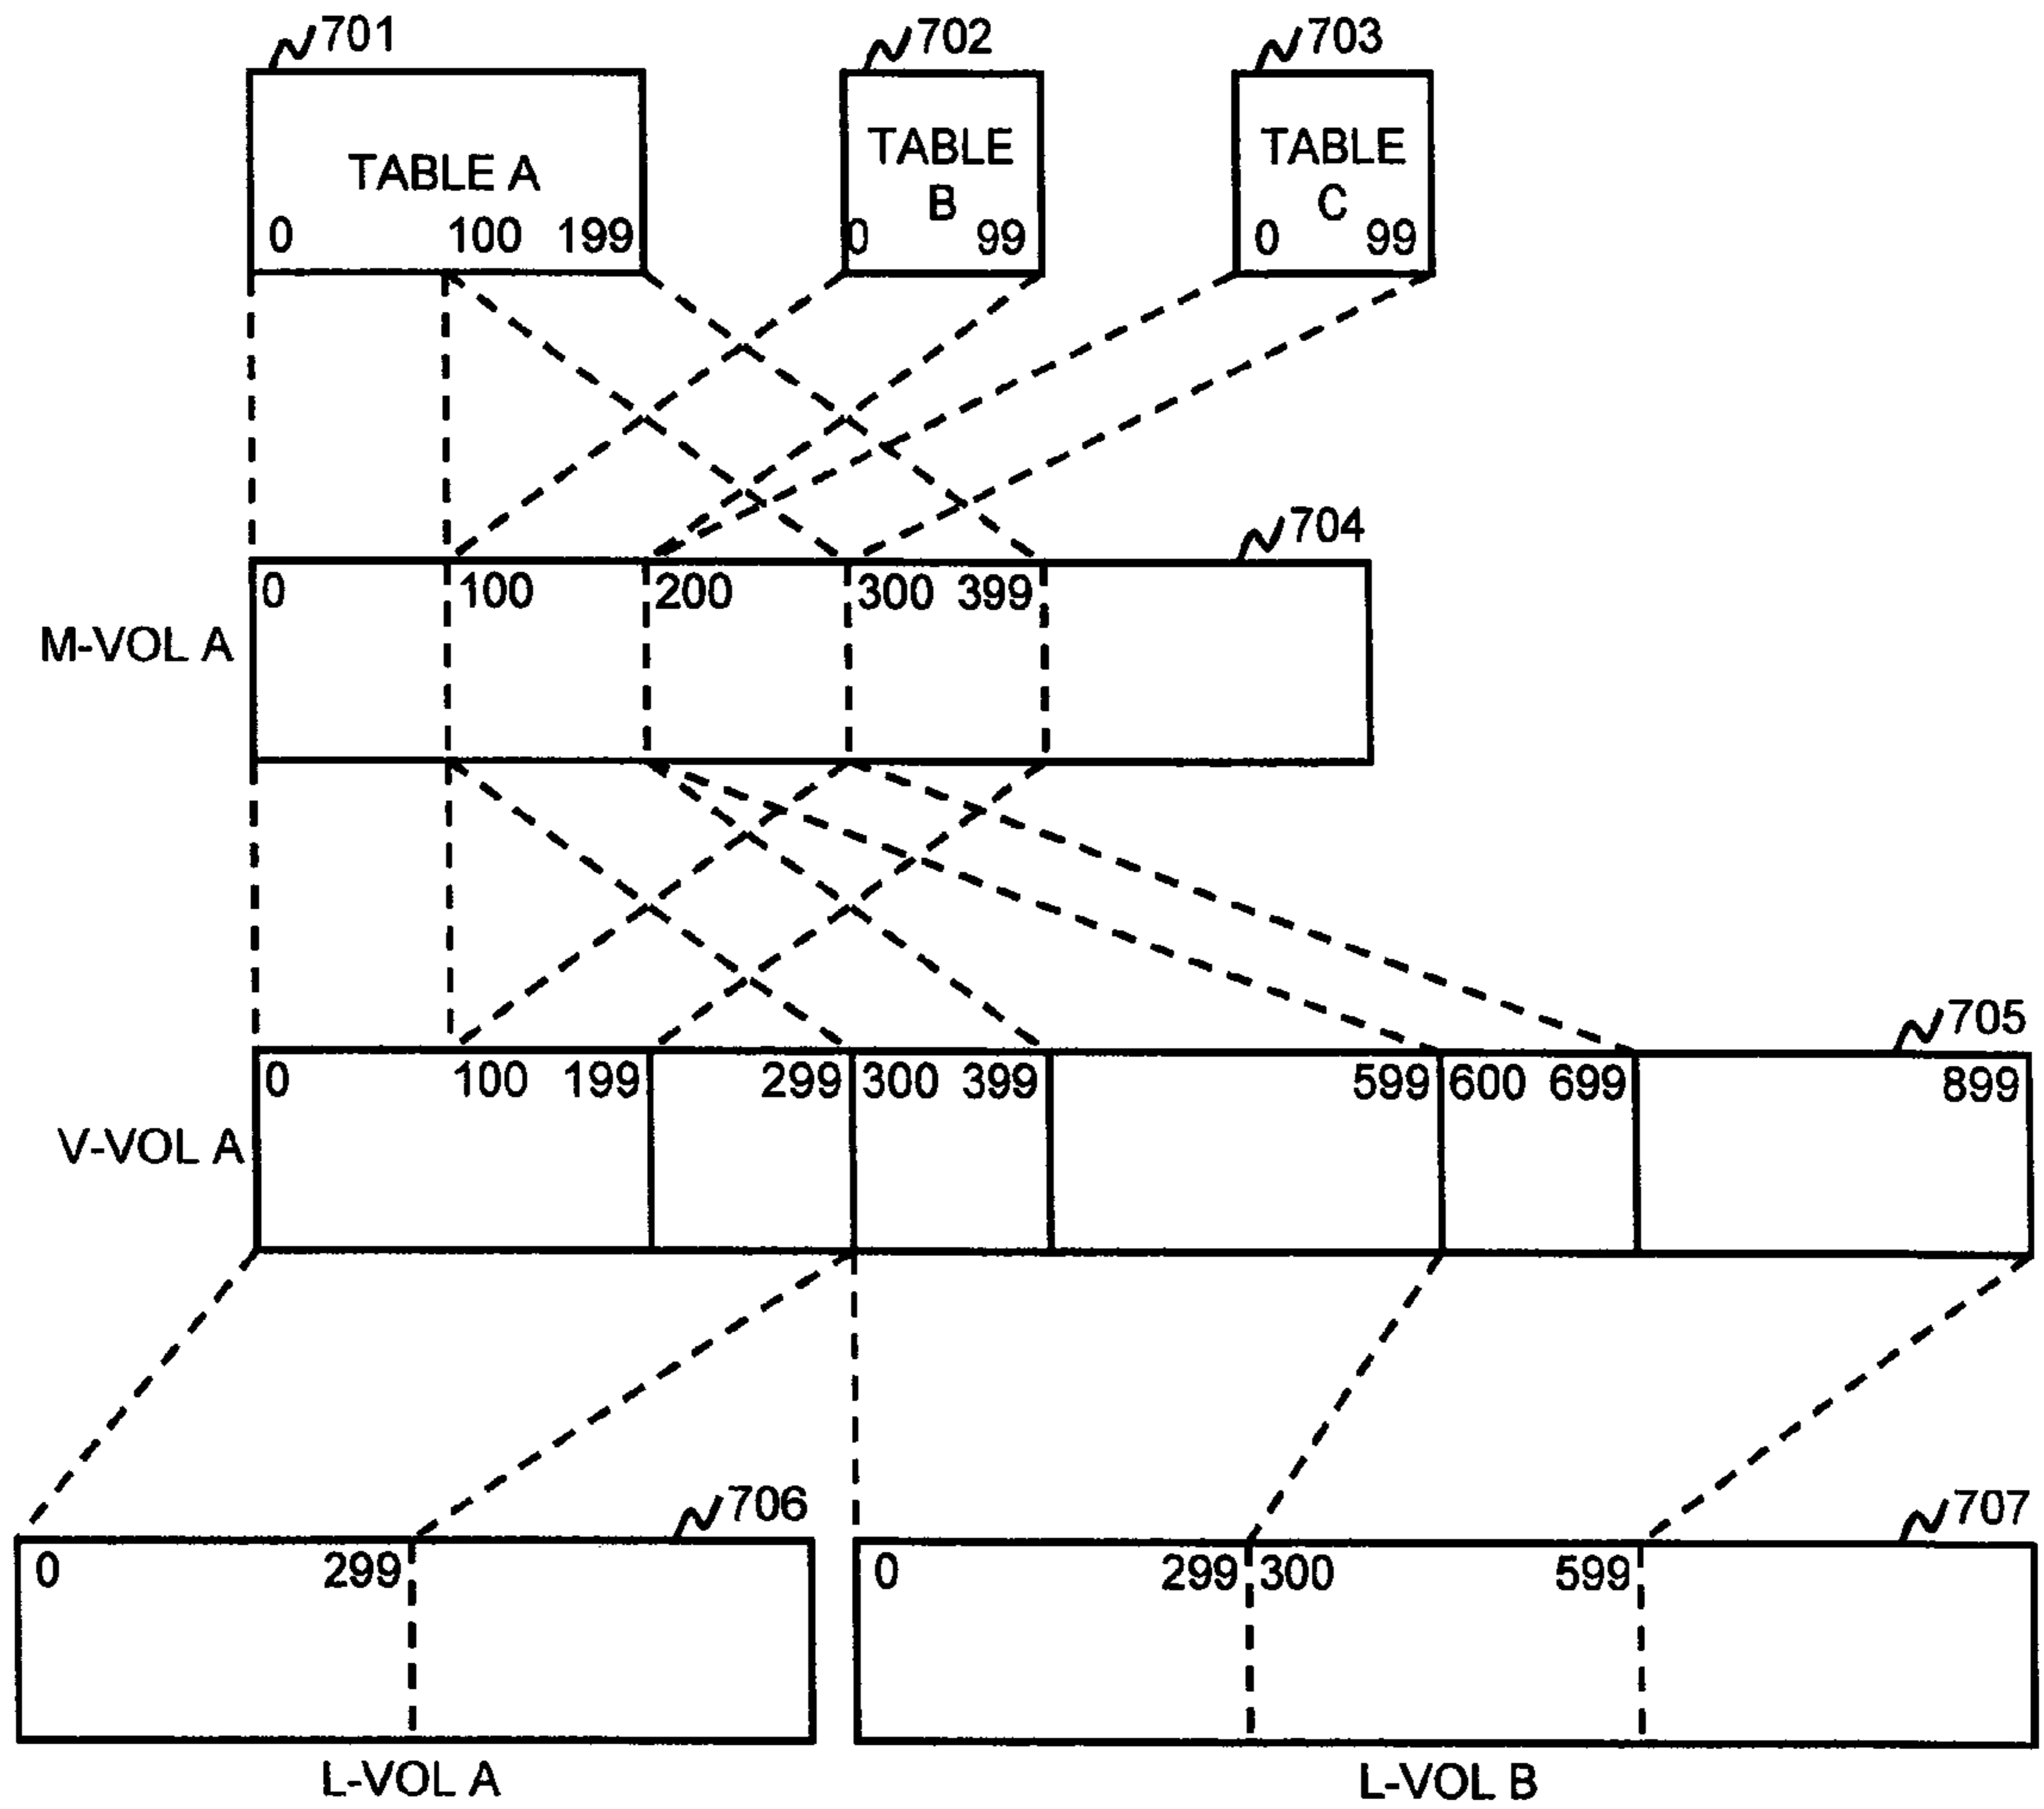 701
702
703
TABLE A
0 100 199
TABLE
B
0 99
TABLE
C
0 99
704
M-VOL A
0 100 200 300 399
705
V-VOL A
0 100 199 299 300 399 599 600 699 899
706
707
0 299
0 299 300 599
L-VOL A
L-VOL B